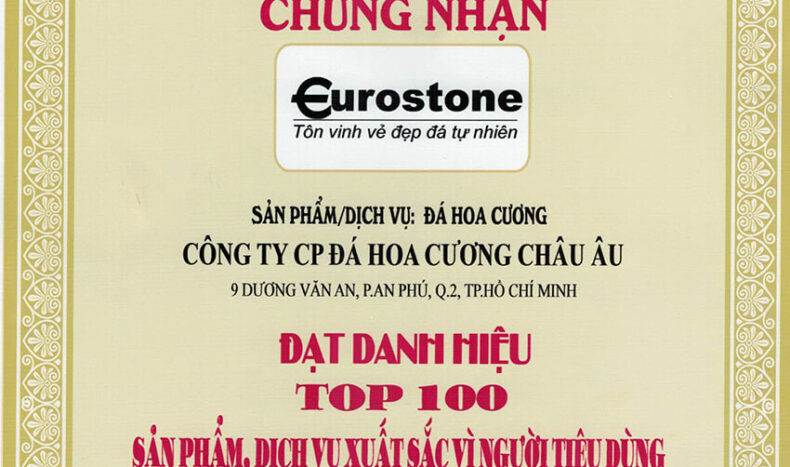 CHỨNG NHẬN
Eurostone
Tôn vinh vẻ đẹp đá tự nhiên
SẢN PHẨM/DỊCH VỤ: ĐÁ HOA CƯƠNG
CÔNG TY CP ĐÁ HOA CƯƠNG CHÂU ÂU
9 DƯƠNG VĂN AN, P.AN PHÚ, Q.2, TP.HỒ CHÍ MINH
ĐẠT DANH HIỆU
TOP 100
SẢN PHẨM, DỊCH VỤ XUẤT SẮC VÌ NGƯỜI TIÊU DÙNG